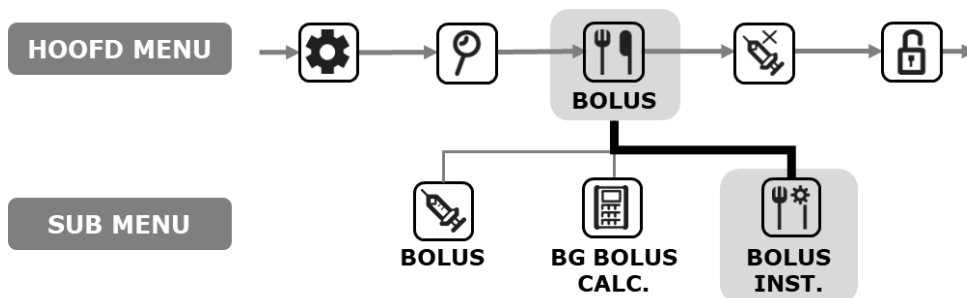 HOOFD MENU
BOLUS
SUB MENU
BOLUS
BG BOLUS
CALC.
BOLUS
INST.